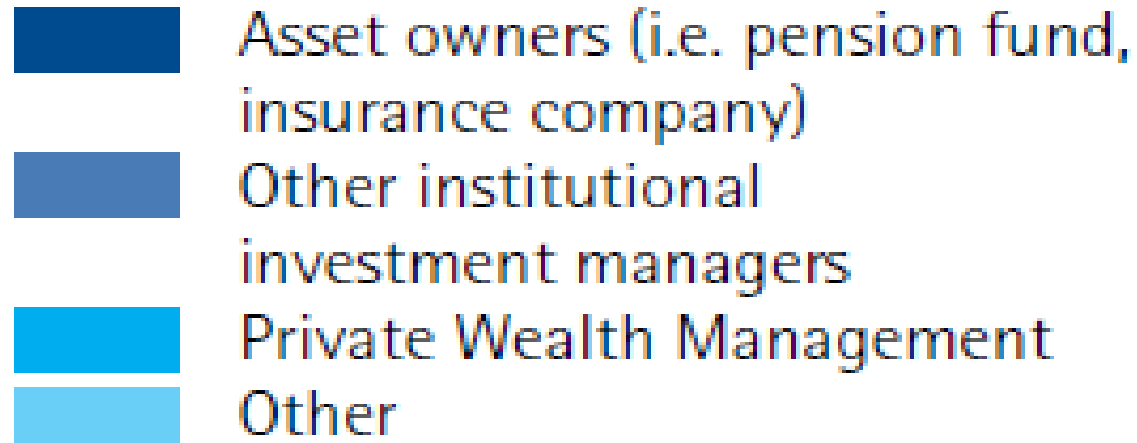 Asset owners (i.e. pension fund,
insurance company)
Other institutional
investment managers
Private Wealth Management
Other